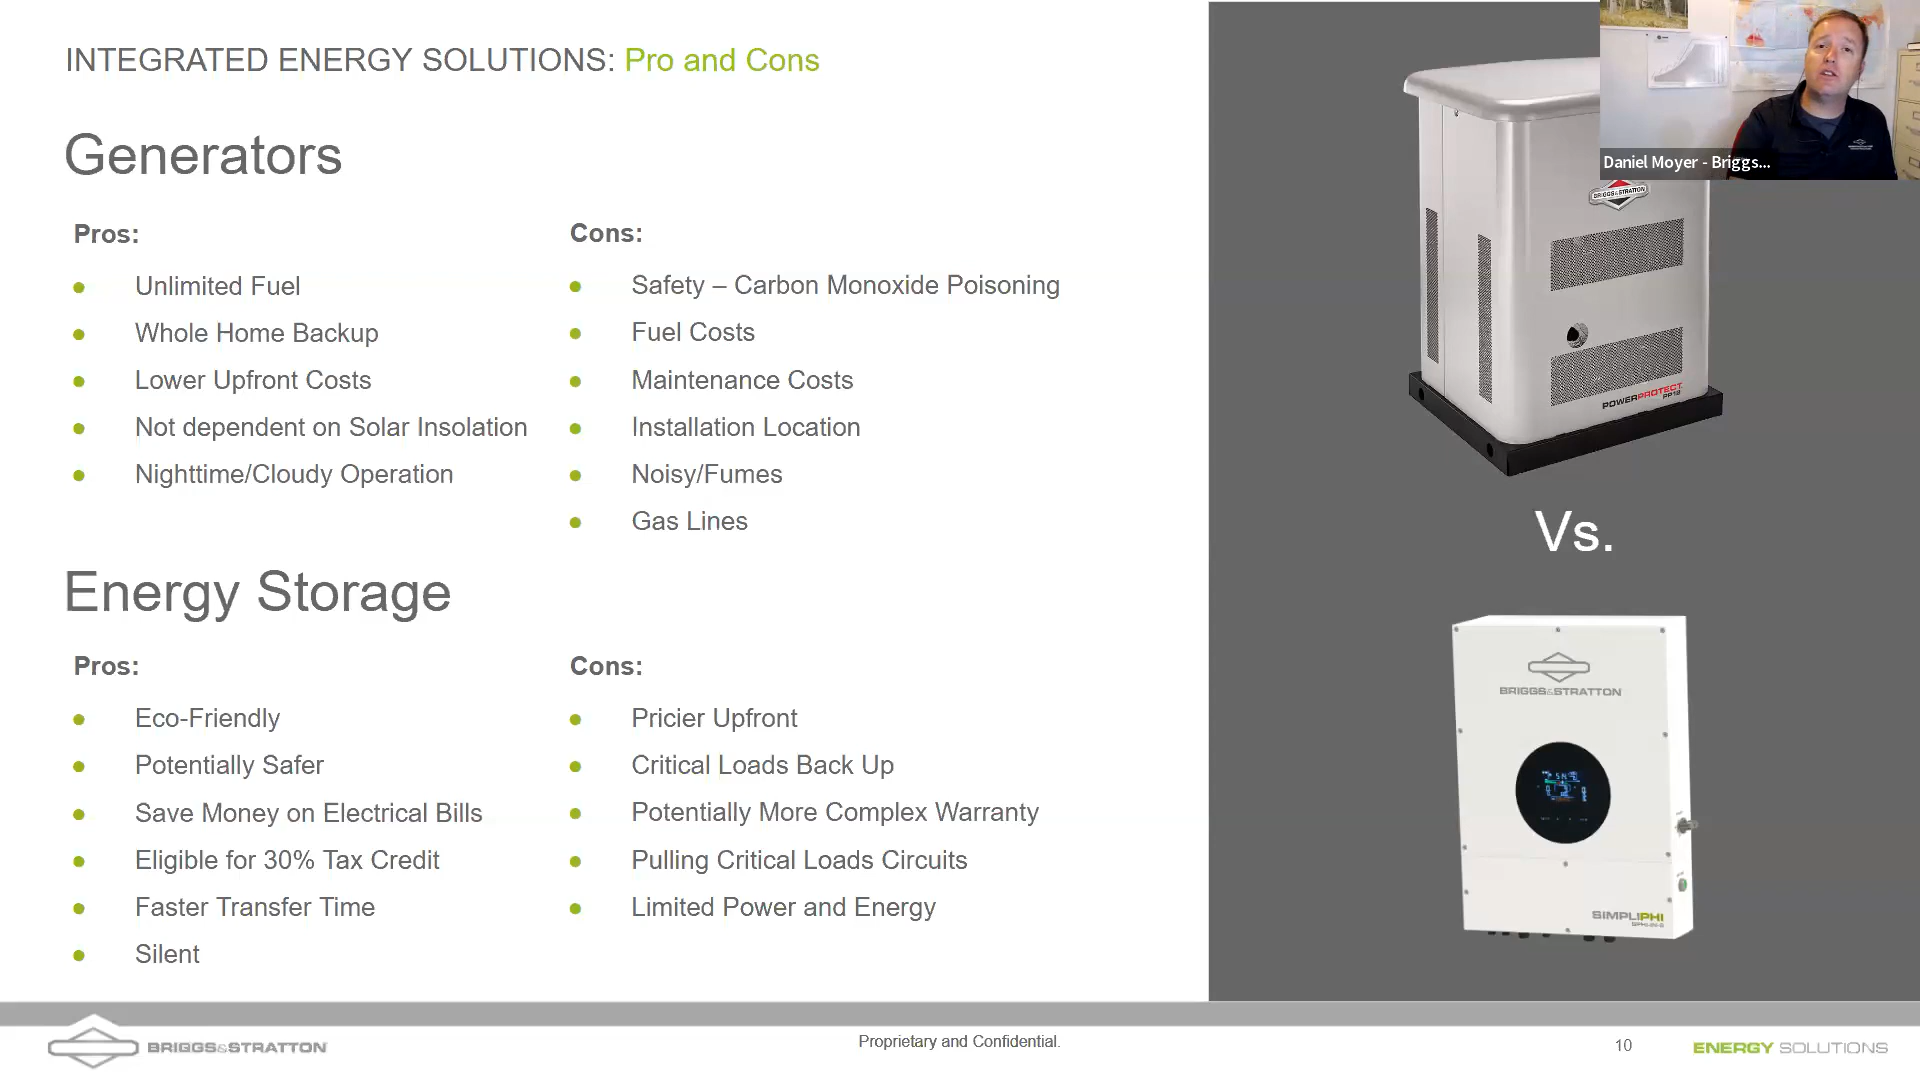 INTEGRATED ENERGY SOLUTIONS: Pro and Cons
Generators
Pros:
Unlimited Fuel
Whole Home Backup
Lower Upfront Costs
Not dependent on Solar Insolation
Nighttime/Cloudy Operation
Cons:
Safety – Carbon Monoxide Poisoning
Fuel Costs
Maintenance Costs
Installation Location
Noisy/Fumes
Gas Lines
Energy Storage
Pros:
Eco-Friendly
Potentially Safer
Save Money on Electrical Bills
Eligible for 30% Tax Credit
Faster Transfer Time
Silent
Cons:
Pricier Upfront
Critical Loads Back Up
Potentially More Complex Warranty
Pulling Critical Loads Circuits
Limited Power and Energy
Daniel Moyer - Briggs...
BRIGGS&STRATTON
POWERPROTECT
PP12
Vs.
BRIGGS&STRATTON
SIMPLIPHI
BRIGGS&STRATTON
Proprietary and Confidential.
10
ENERGY SOLUTIONS